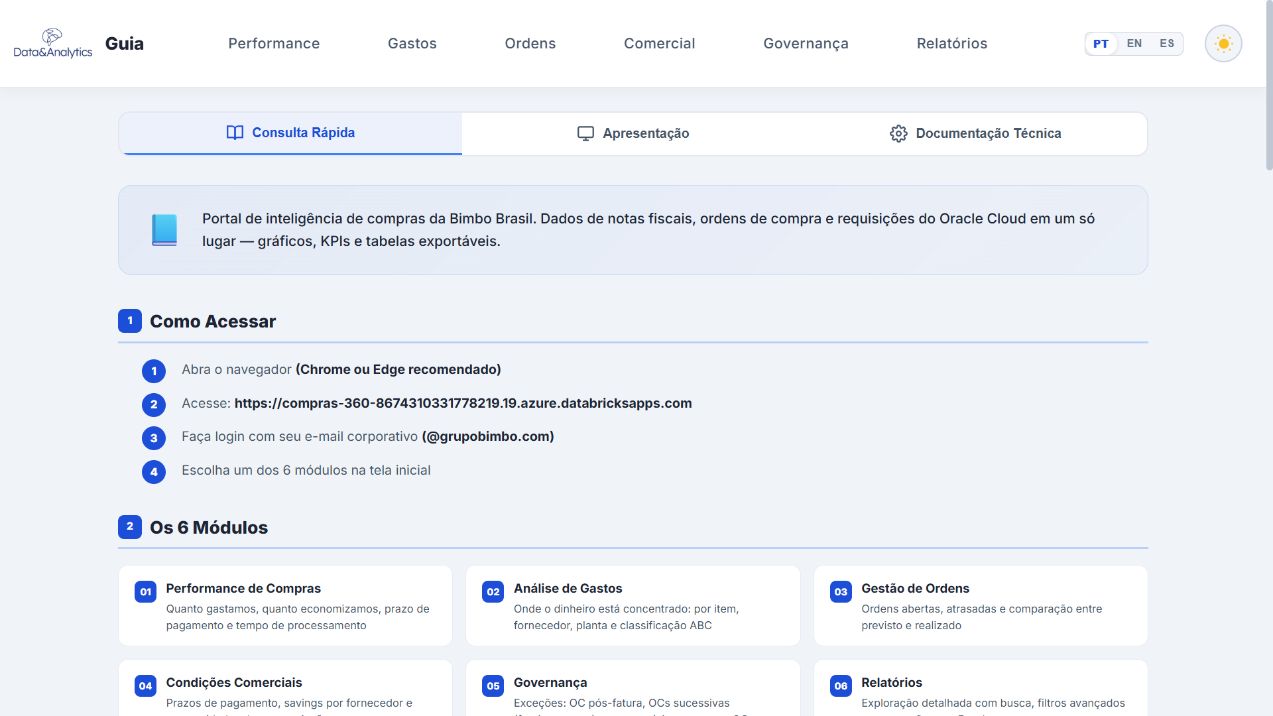 Data&Analytics
Guia
Performance
Gastos
Ordens
Comercial
Governança
Relatórios
PT
EN
ES
Consulta Rápida
Apresentação
Documentação Técnica
Portal de inteligência de compras da Bimbo Brasil. Dados de notas fiscais, ordens de compra e requisições do Oracle Cloud em um só
lugar — gráficos, KPIs e tabelas exportáveis.
1 Como Acessar
1 Abra o navegador (Chrome ou Edge recomendado)
2 Acesse: https://compras-360-8674310331778219.19.azure.databricksapps.com
3 Faça login com seu e-mail corporativo (@grupobimbo.com)
4 Escolha um dos 6 módulos na tela inicial
2 Os 6 Módulos
01 Performance de Compras
Quanto gastamos, quanto economizamos, prazo de
pagamento e tempo de processamento
02 Análise de Gastos
Onde o dinheiro está concentrado: por item,
fornecedor, planta e classificação ABC
03 Gestão de Ordens
Ordens abertas, atrasadas e comparação entre
previsto e realizado
04 Condições Comerciais
Prazos de pagamento, savings por fornecedor e
05 Governança
Exceções: OC pós-fatura, OCs sucessivas
06 Relatórios
Exploração detalhada com busca, filtros avançados